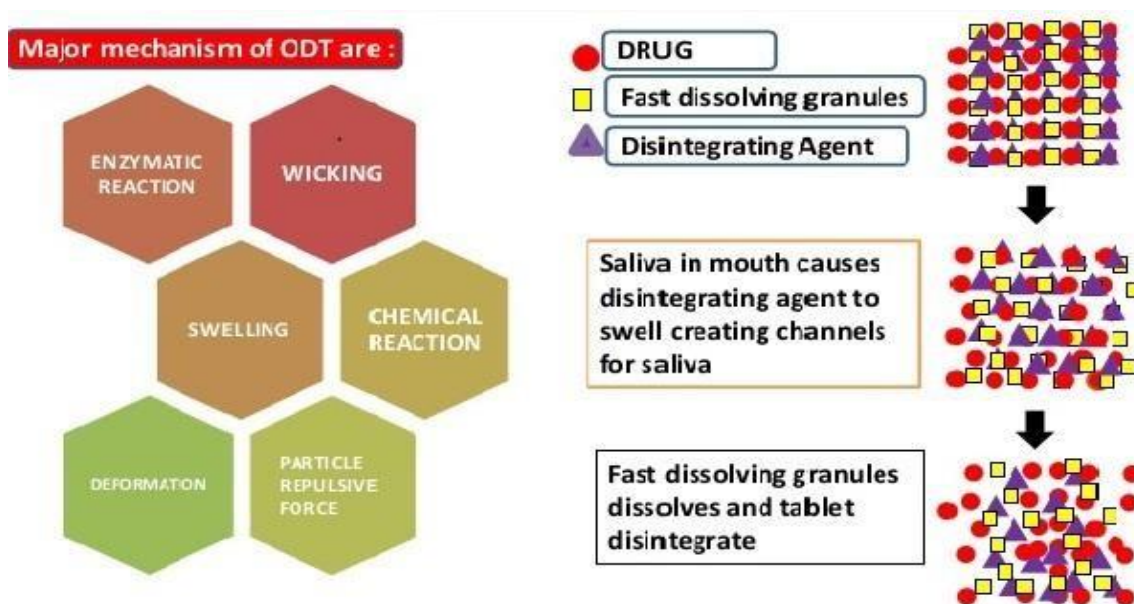 Major mechanism of ODT are :
ENZYMATIC
REACTION
WICKING
SWELLING
CHEMICAL
REACTION
DEFORMATION
PARTICLE
REPULSIVE
FORCE
DRUG
Fast dissolving granules
Disintegrating Agent
Saliva in mouth causes
disintegrating agent to
swell creating channels
for saliva
Fast dissolving granules
dissolves and tablet
disintegrate